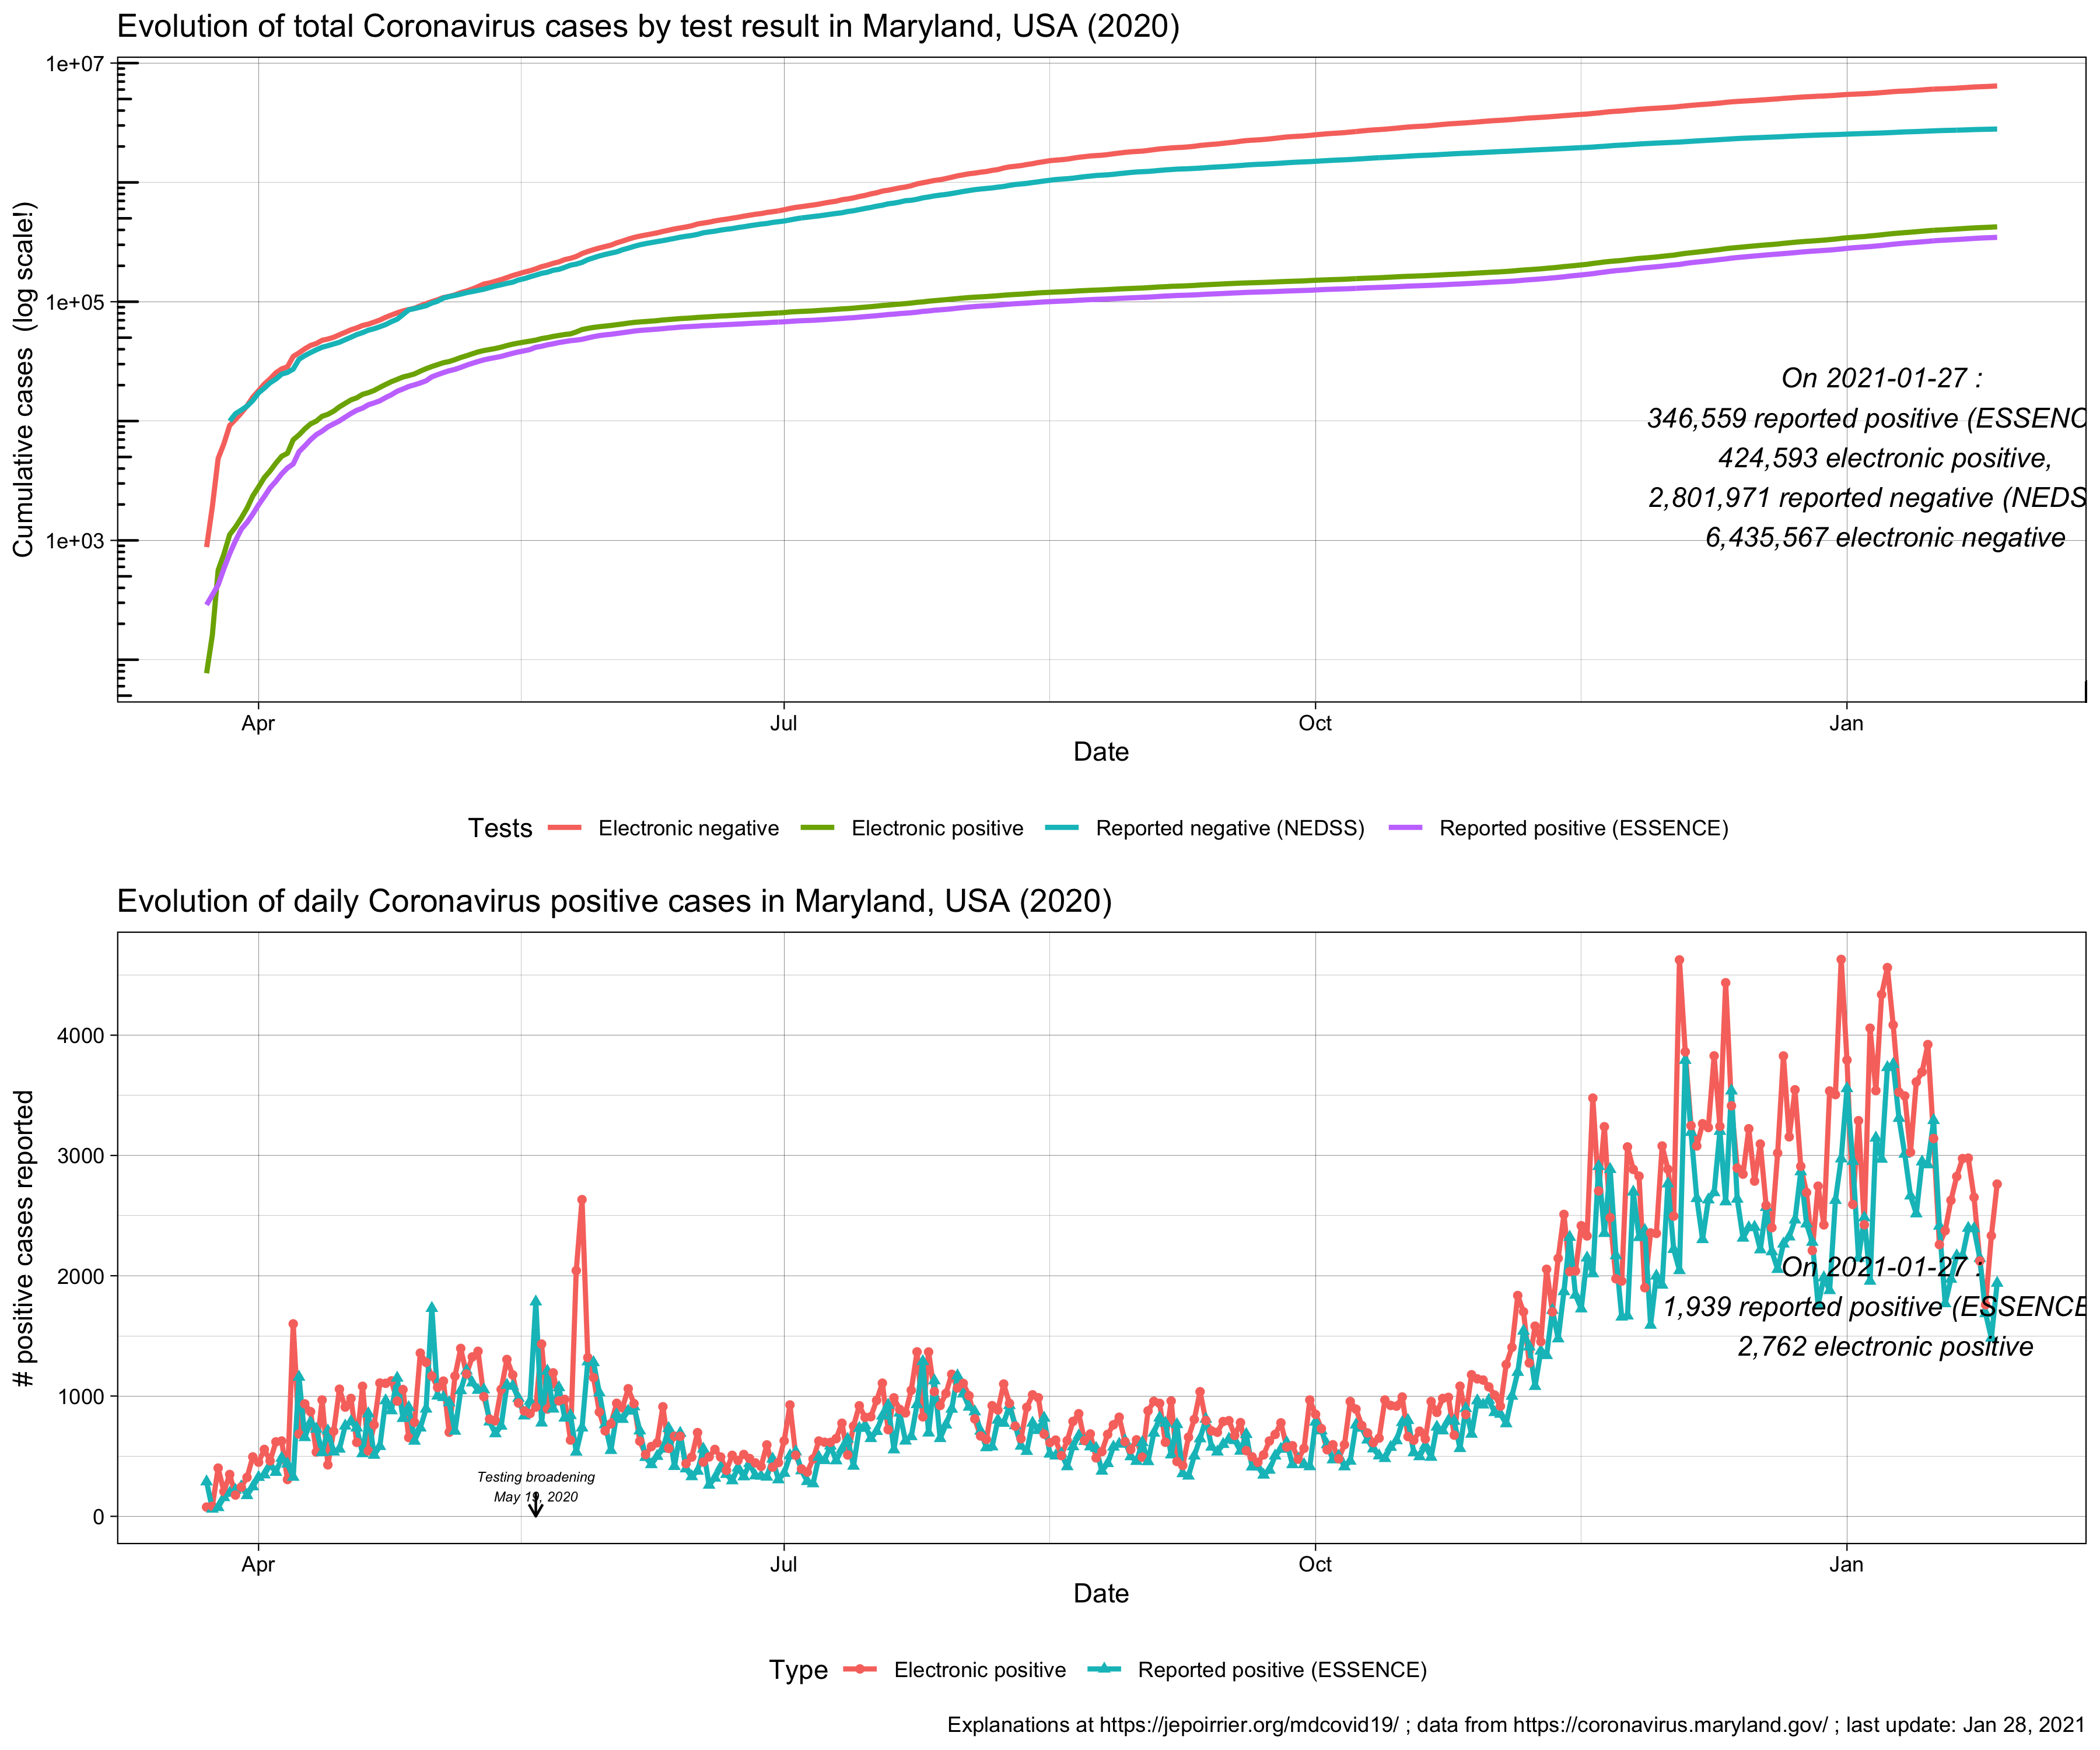 Evolution of total Coronavirus cases by test result in Maryland, USA (2020)
Cumulative cases (log scale!)
1e+07
1e+05
1e+03
On 2021-01-27 :
346,559 reported positive (ESSENC
424,593 electronic positive,
2,801,971 reported negative (NEDS
6,435,567 electronic negative
Apr
Jul
Oct
Jan
Date
Tests
Electronic negative
Electronic positive
Reported negative (NEDSS)
Reported positive (ESSENCE)
Evolution of daily Coronavirus positive cases in Maryland, USA (2020)
# positive cases reported
4000
3000
2000
1000
0
On 2021-01-27 :
1,939 reported positive (ESSENCE
2,762 electronic positive
Testing broadening
May 19, 2020
Apr
Jul
Oct
Jan
Date
Type
Electronic positive
Reported positive (ESSENCE)
Explanations at https://jepoirrier.org/mdcovid19/ ; data from https://coronavirus.maryland.gov/ ; last update: Jan 28, 2021